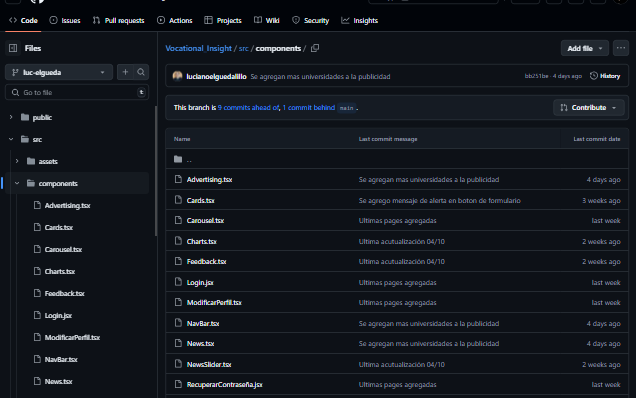 Code Issues Pull requests Actions Projects Wiki Security Insights
Files
luc-elgueda
Go to file t
public
src
assets
components
Advertising.tsx
Cards.tsx
Carousel.tsx
Charts.tsx
Feedback.tsx
Login.jsx
ModificarPerfil.tsx
NavBar.tsx
News.tsx
Vocational_Insight / src / components /
Add file
lucianoelguedalillo Se agregan mas universidades a la publicidad bb251be · 4 days ago History
This branch is 9 commits ahead of, 1 commit behind main .
Contribute
Name Last commit message Last commit date
..
Advertising.tsx Se agregan mas universidades a la publicidad 4 days ago
Cards.tsx Se agrego mensaje de alerta en boton de formulario 3 weeks ago
Carousel.tsx Ultimas pages agregadas last week
Charts.tsx Ultima acutualización 04/10 2 weeks ago
Feedback.tsx Ultima acutualización 04/10 2 weeks ago
Login.jsx Ultimas pages agregadas last week
ModificarPerfil.tsx Ultimas pages agregadas last week
NavBar.tsx Se agregan mas universidades a la publicidad 4 days ago
News.tsx Se agregan mas universidades a la publicidad 4 days ago
NewsSlider.tsx Ultima acutualización 04/10 2 weeks ago
RecuperarContraseña.jsx Ultimas pages agregadas last week